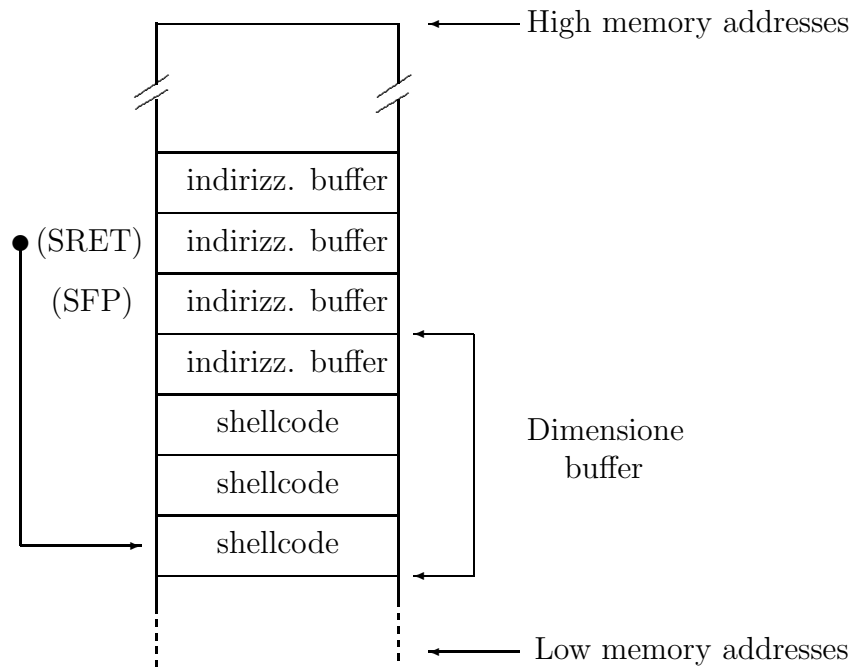 High memory addresses
indirizz. buffer
(SRET) indirizz. buffer
(SFP) indirizz. buffer
indirizz. buffer
shellcode
Dimensione
buffer
shellcode
shellcode
Low memory addresses